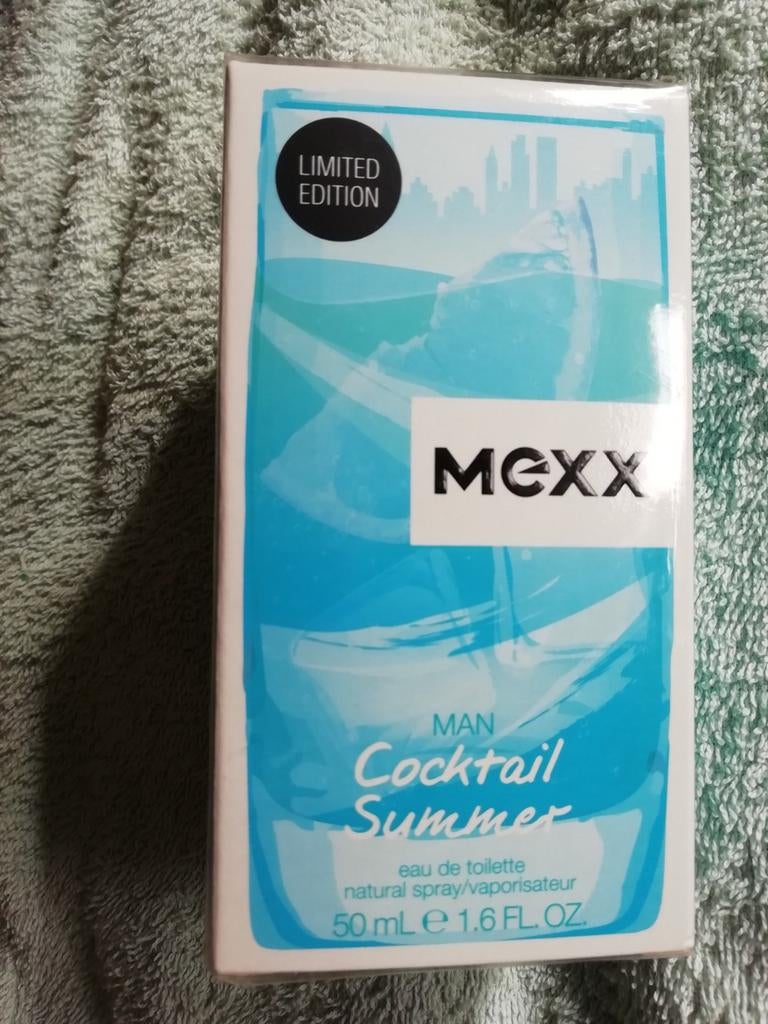 LIMITED
EDITION
Mexx
MAN
Cocktail
Summer
eau de toilette
natural spray/vaporisateur
50 mL ℮ 1.6 FL. OZ.